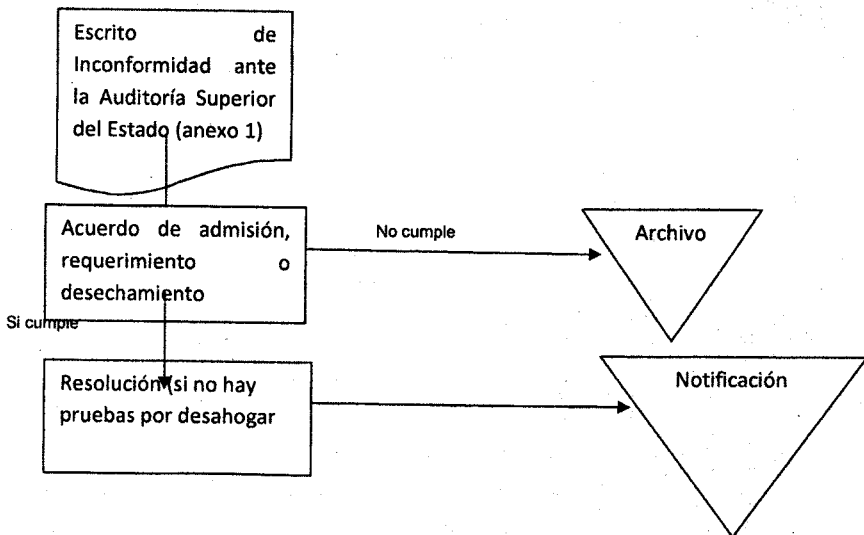 Escrito de
Inconformidad ante
la Auditoría Superior
del Estado (anexo 1)
Acuerdo de admisión,
requerimiento o
desechamiento
No cumple
Archivo
Si cumple
Resolución (si no hay
pruebas por desahogar
Notificación